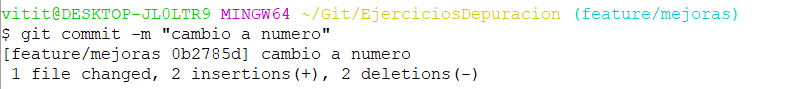 vitit@DESKTOP-JL0LTR9 MINGW64 ~/Git/EjerciciosDepuracion (feature/mejoras)
$ git commit -m "cambio a numero"
[feature/mejoras 0b2785d] cambio a numero
 1 file changed, 2 insertions(+), 2 deletions(-)